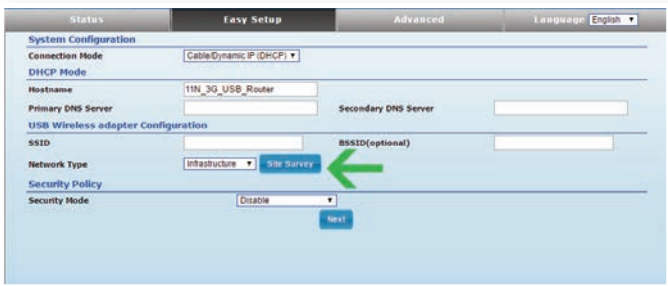 Status Easy Setup Advanced Language English
System Configuration
Connection Mode Cable/Dynamic IP (DHCP)
DHCP Mode
Hostname 11N_3G_USB_Router
Primary DNS Server Secondary DNS Server
USB Wireless adapter Configuration
SSID BSSID(optional)
Network Type Infrastructure Site Survey
Security Policy
Security Mode Disable
Next